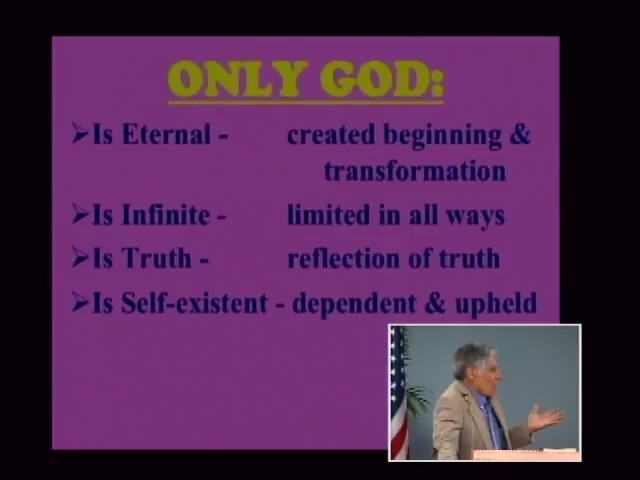 ONLY GOD:
➤Is Eternal - created beginning &
transformation
➤Is Infinite - limited in all ways
➤Is Truth - reflection of truth
➤Is Self-existent - dependent & upheld